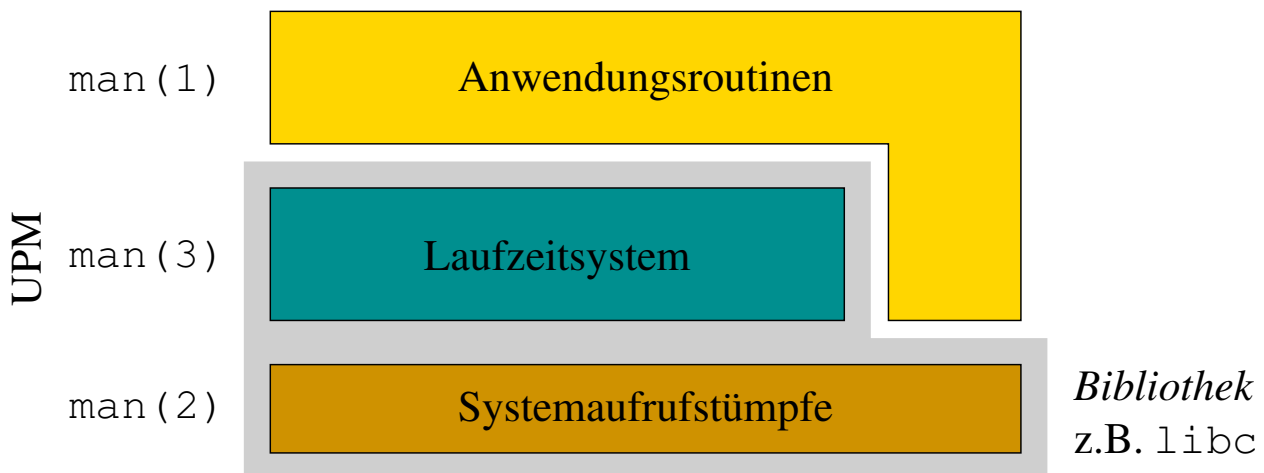 man(1)
Anwendungsroutinen
UPM
man(3)
Laufzeitsystem
man(2)
Systemaufrufstümpfe
Bibliothek
z.B. libc